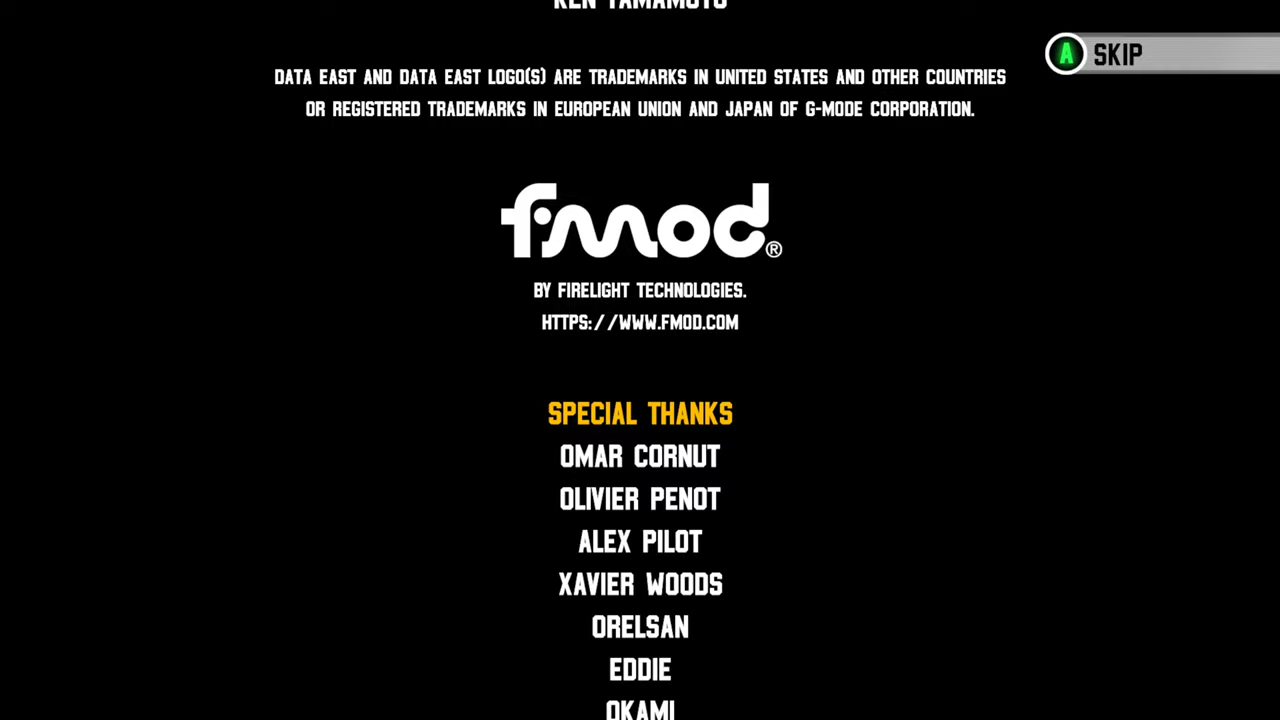 KEN YAMAMOTO
A SKIP
DATA EAST AND DATA EAST LOGO(S) ARE TRADEMARKS IN UNITED STATES AND OTHER COUNTRIES
OR REGISTERED TRADEMARKS IN EUROPEAN UNION AND JAPAN OF G-MODE CORPORATION.
fmod®
BY FIRELIGHT TECHNOLOGIES.
HTTPS://WWW.FMOD.COM
SPECIAL THANKS
OMAR CORNUT
OLIVIER PENOT
ALEX PILOT
XAVIER WOODS
ORELSAN
EDDIE
OKAMI